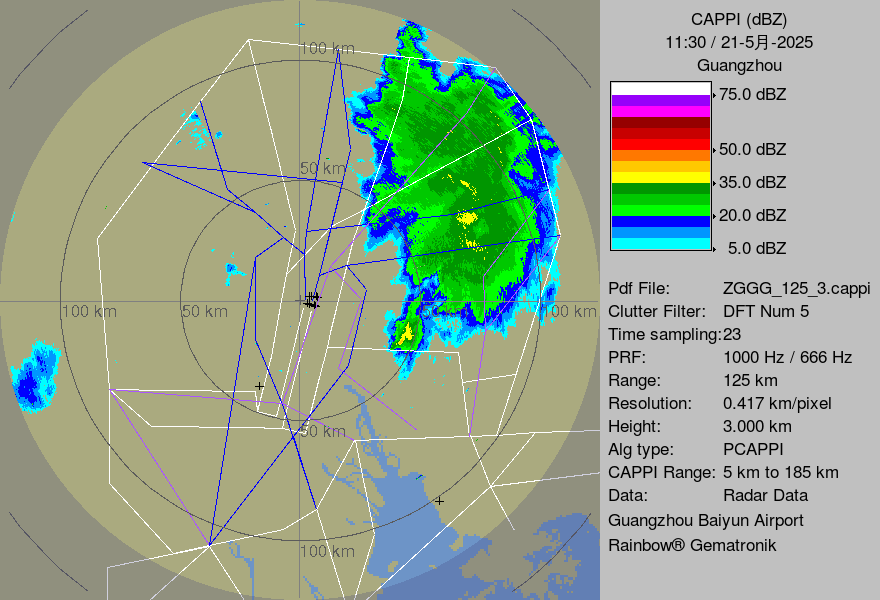 CAPPI (dBZ)
11:30 / 21-5月-2025
Guangzhou
75.0 dBZ
50.0 dBZ
35.0 dBZ
20.0 dBZ
5.0 dBZ
Pdf File: ZGGG_125_3.cappi
Clutter Filter: DFT Num 5
Time sampling:23
PRF: 1000 Hz / 666 Hz
Range: 125 km
Resolution: 0.417 km/pixel
Height: 3.000 km
Alg type: PCAPPI
CAPPI Range: 5 km to 185 km
Data: Radar Data
Guangzhou Baiyun Airport
Rainbow® Gematronik
100 km
50 km
100 km
50 km
100 km
50 km
100 km